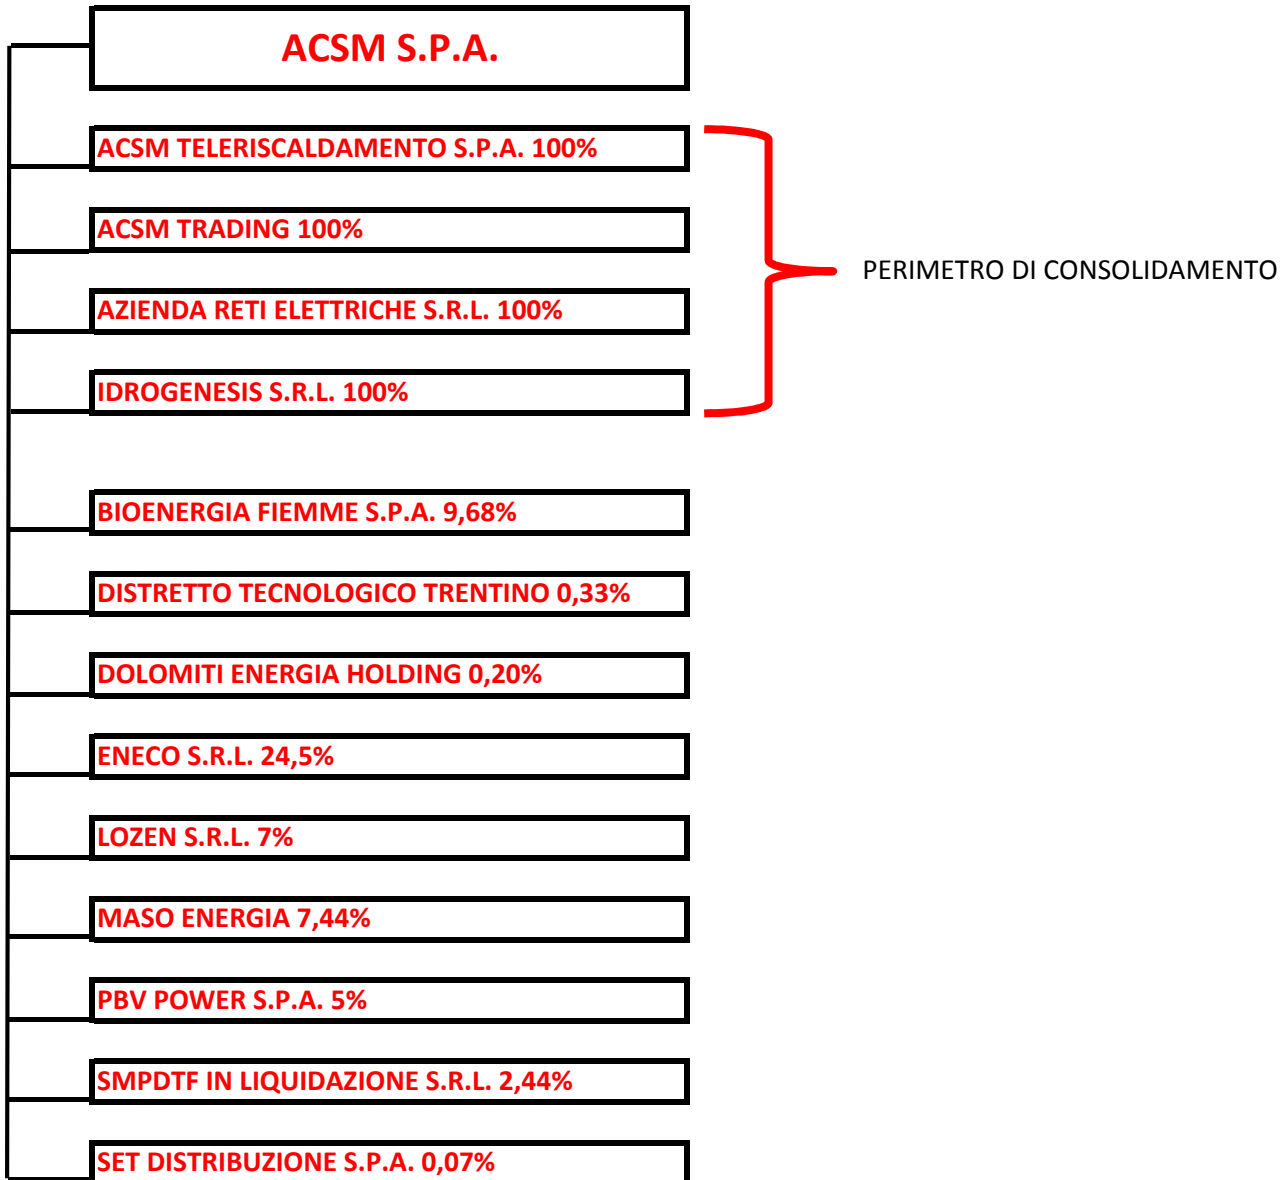 ACSM S.P.A.
ACSM TELERISCALDAMENTO S.P.A. 100%
ACSM TRADING 100%
AZIENDA RETI ELETTRICHE S.R.L. 100%
IDROGENESIS S.R.L. 100%
PERIMETRO DI CONSOLIDAMENTO
BIOENERGIA FIEMME S.P.A. 9,68%
DISTRETTO TECNOLOGICO TRENTINO 0,33%
DOLOMITI ENERGIA HOLDING 0,20%
ENECO S.R.L. 24,5%
LOZEN S.R.L. 7%
MASO ENERGIA 7,44%
PBV POWER S.P.A. 5%
SMPDTF IN LIQUIDAZIONE S.R.L. 2,44%
SET DISTRIBUZIONE S.P.A. 0,07%